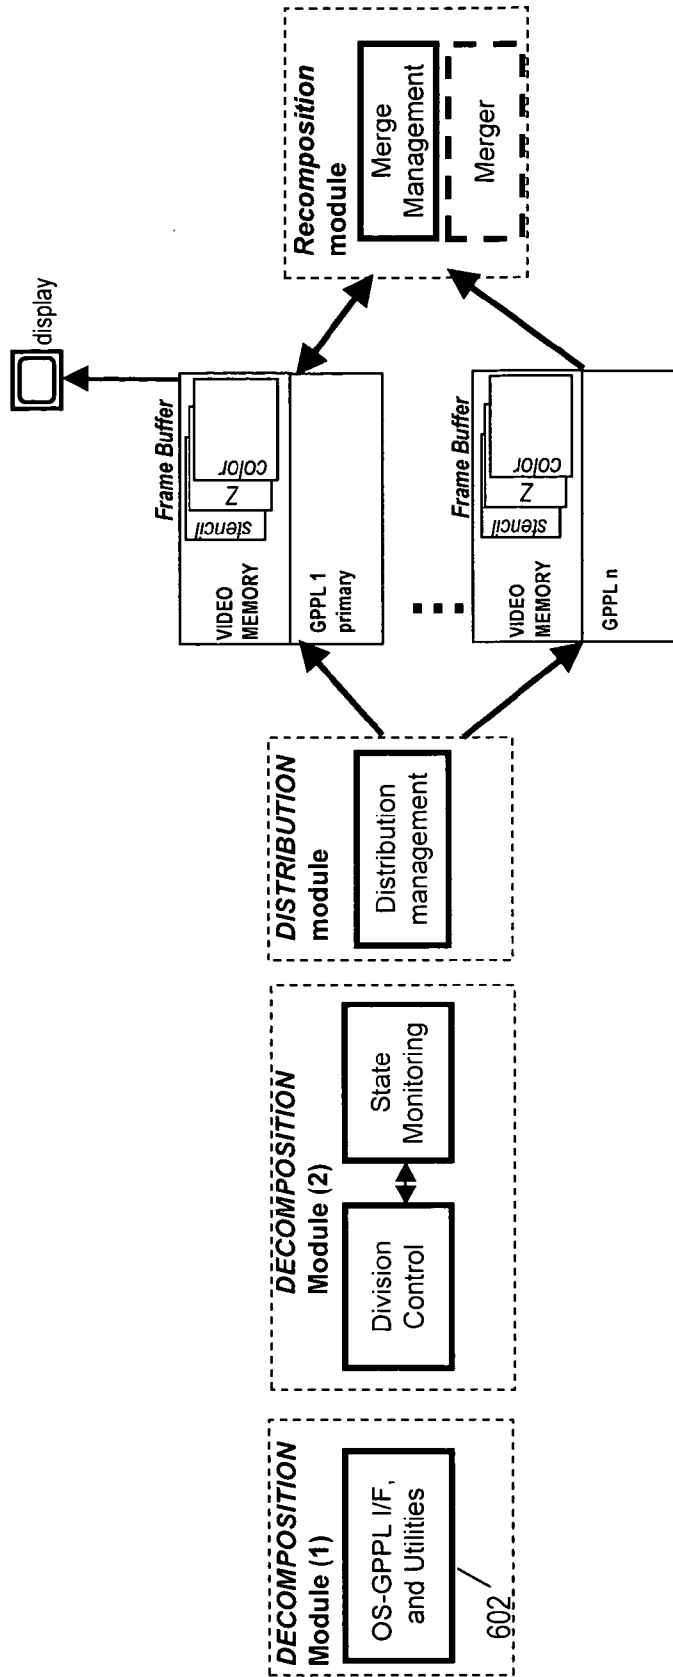 DECOMPOSITION
Module (1)
OS-GPPL I/F,
and Utilities
602
DECOMPOSITION
Module (2)
Division
Control
State
Monitoring
DISTRIBUTION
module
Distribution
management
Frame Buffer
stencil
Z
color
VIDEO
MEMORY
GPPL 1
primary
display
Frame Buffer
stencil
Z
color
VIDEO
MEMORY
GPPL n
Recomposition
module
Merge
Management
Merger